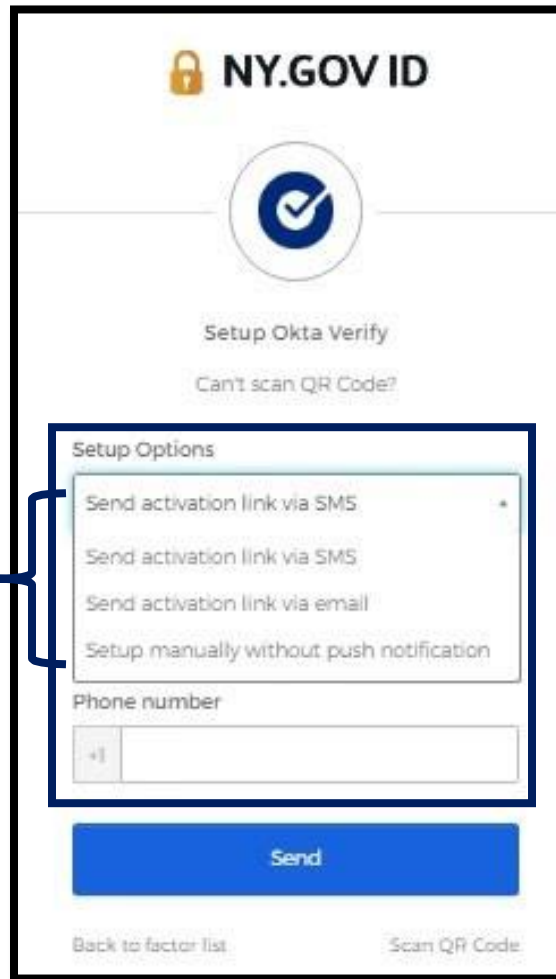 NY.GOV ID
Setup Okta Verify
Can't scan QR Code?
Setup Options
Send activation link via SMS
Send activation link via SMS
Send activation link via email
Setup manually without push notification
Phone number
+1
Send
Back to factor list Scan QR Code